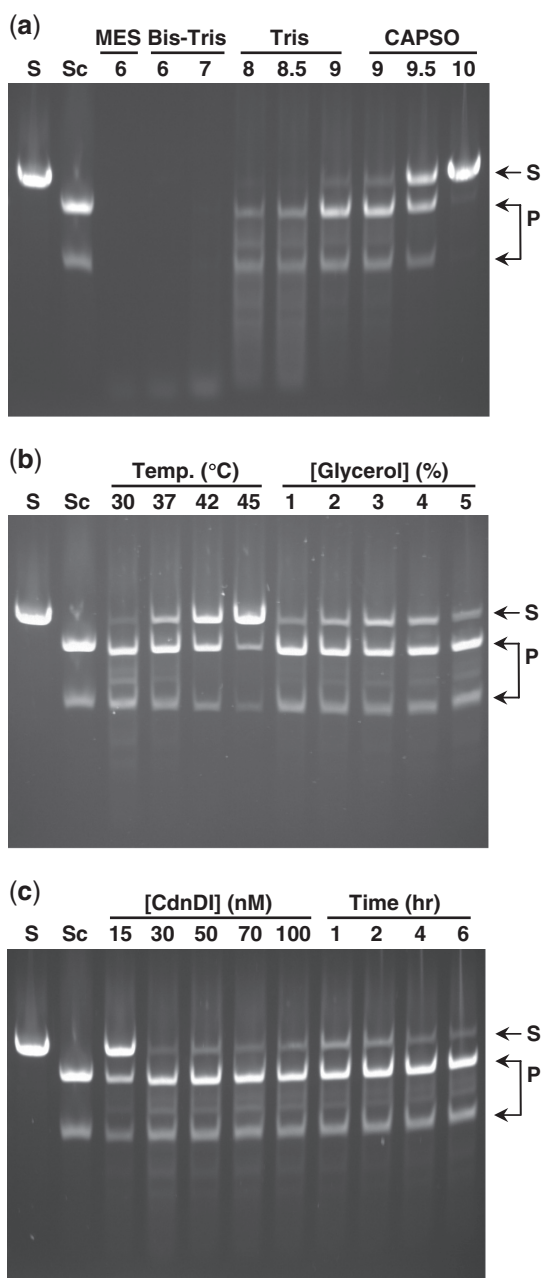 (a)
MES Bis-Tris Tris CAPSO
S Sc 6 6 7 8 8.5 9 9 9.5 10
S
P
(b)
Temp. (°C) [Glycerol] (%)
S Sc 30 37 42 45 1 2 3 4 5
S
P
(c)
[CdnDI] (nM) Time (hr)
S Sc 15 30 50 70 100 1 2 4 6
S
P